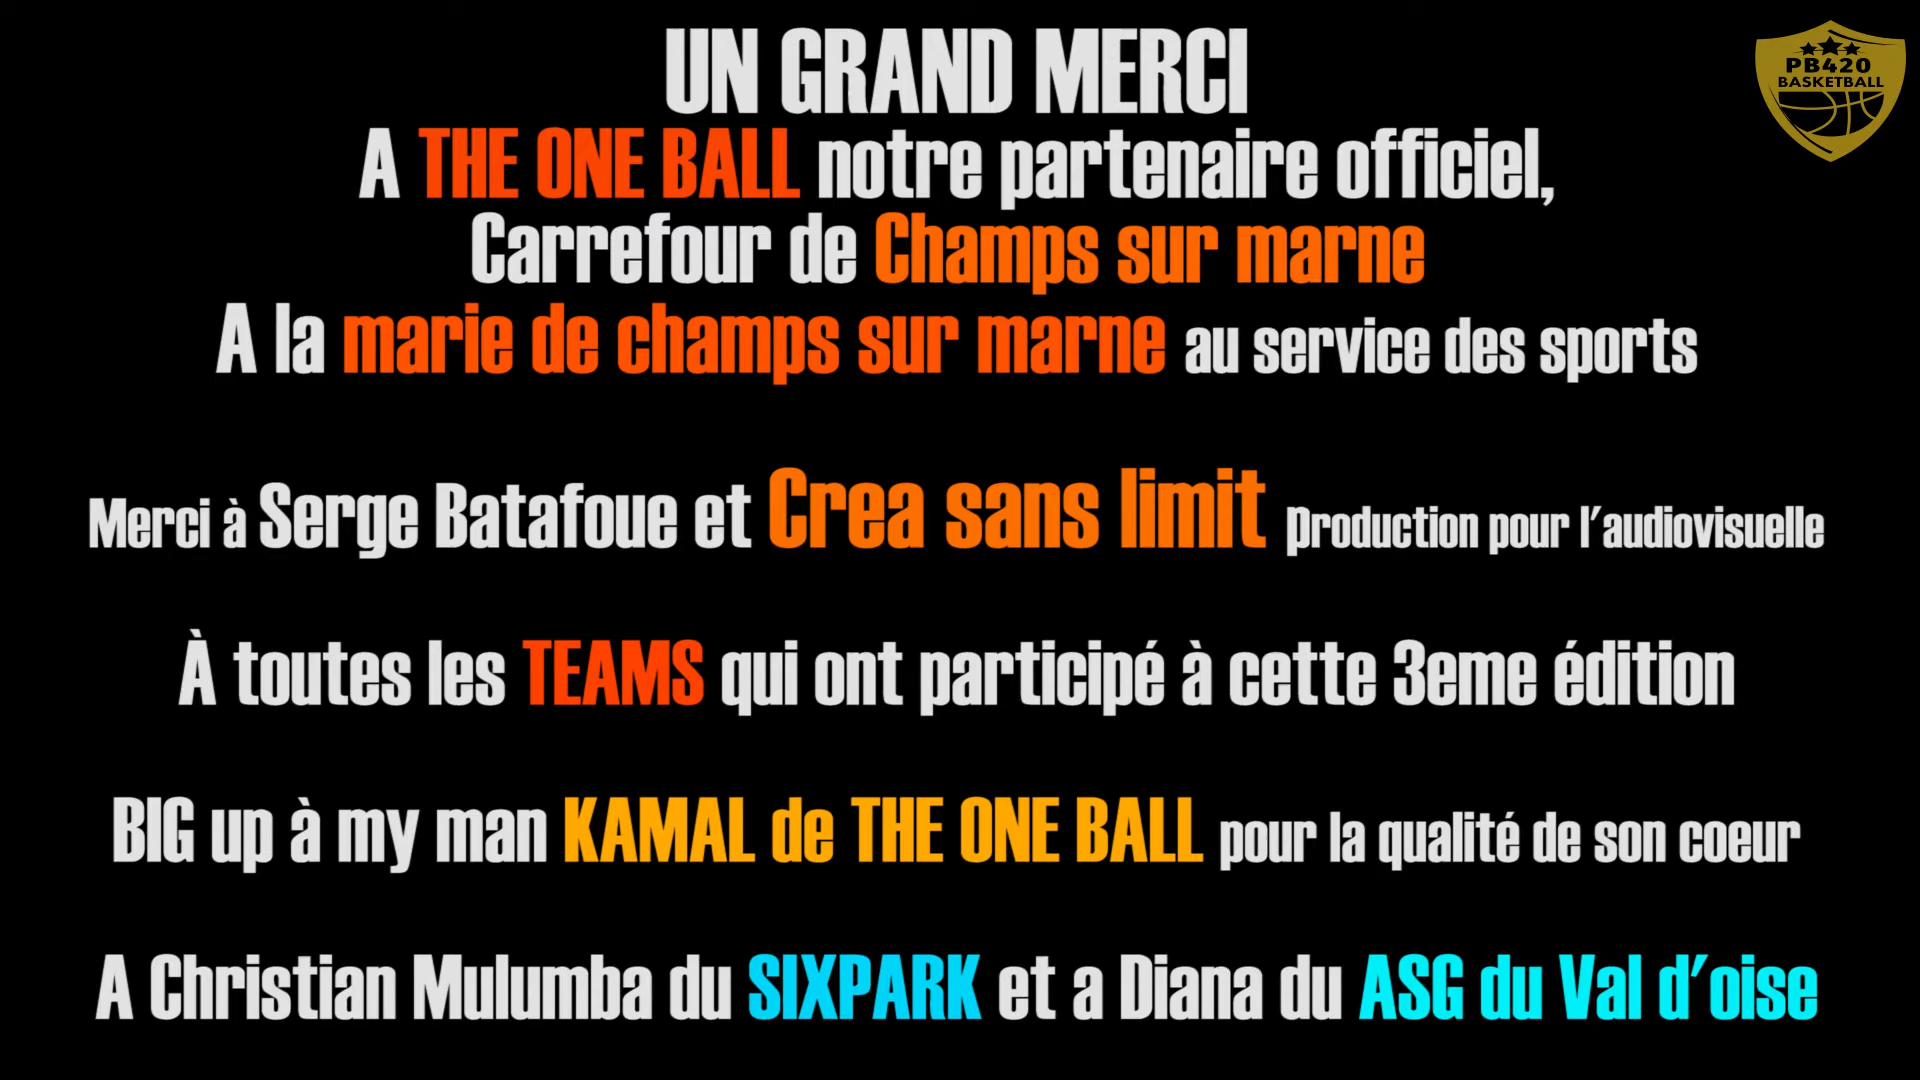 UN GRAND MERCI
PB420
BASKETBALL
A THE ONE BALL notre partenaire officiel,
Carrefour de Champs sur marne
A la marie de champs sur marne au service des sports
Merci à Serge Batafoue et Crea sans limit production pour l'audiovisuelle
À toutes les TEAMS qui ont participé à cette 3eme édition
BIG up à my man KAMAL de THE ONE BALL pour la qualité de son coeur
A Christian Mulumba du SIXPARK et a Diana du ASG du Val d'oise